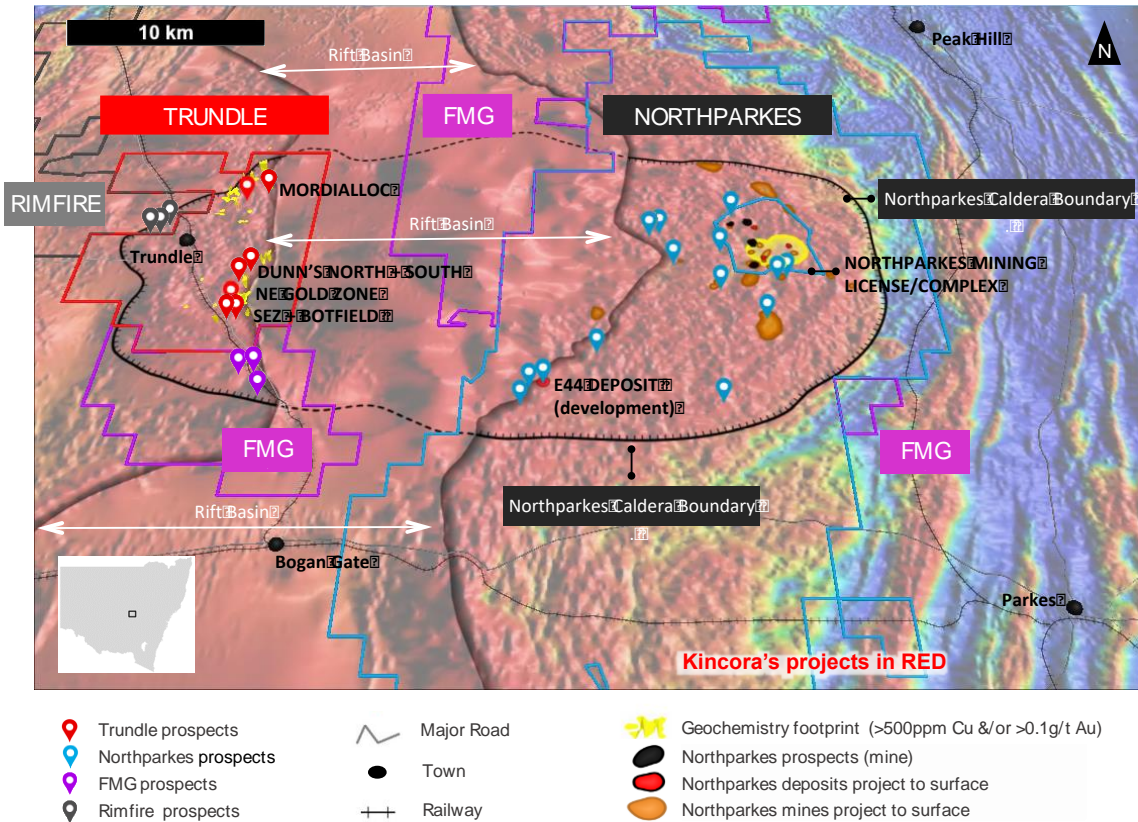 10 km
Peak Hill
N
Rift Basin
TRUNDLE
FMG
NORTHPARKES
MORDIALLOC
RIMFIRE
Northparkes Caldera Boundary
.
Rift Basin
Trundle
DUNN'S NORTH + SOUTH
NE GOLD ZONE
SEZ + BOTFIELD
NORTHPARKES MINING
LICENSE/COMPLEX
E44 DEPOSIT
(development)
FMG
FMG
Northparkes Caldera Boundary
.
Rift Basin
Bogan Gate
Parkes
Kincora's projects in RED
Trundle prospects
Northparkes prospects
FMG prospects
Rimfire prospects
Major Road
Town
Railway
Geochemistry footprint (>500ppm Cu &/or >0.1g/t Au)
Northparkes prospects (mine)
Northparkes deposits project to surface
Northparkes mines project to surface